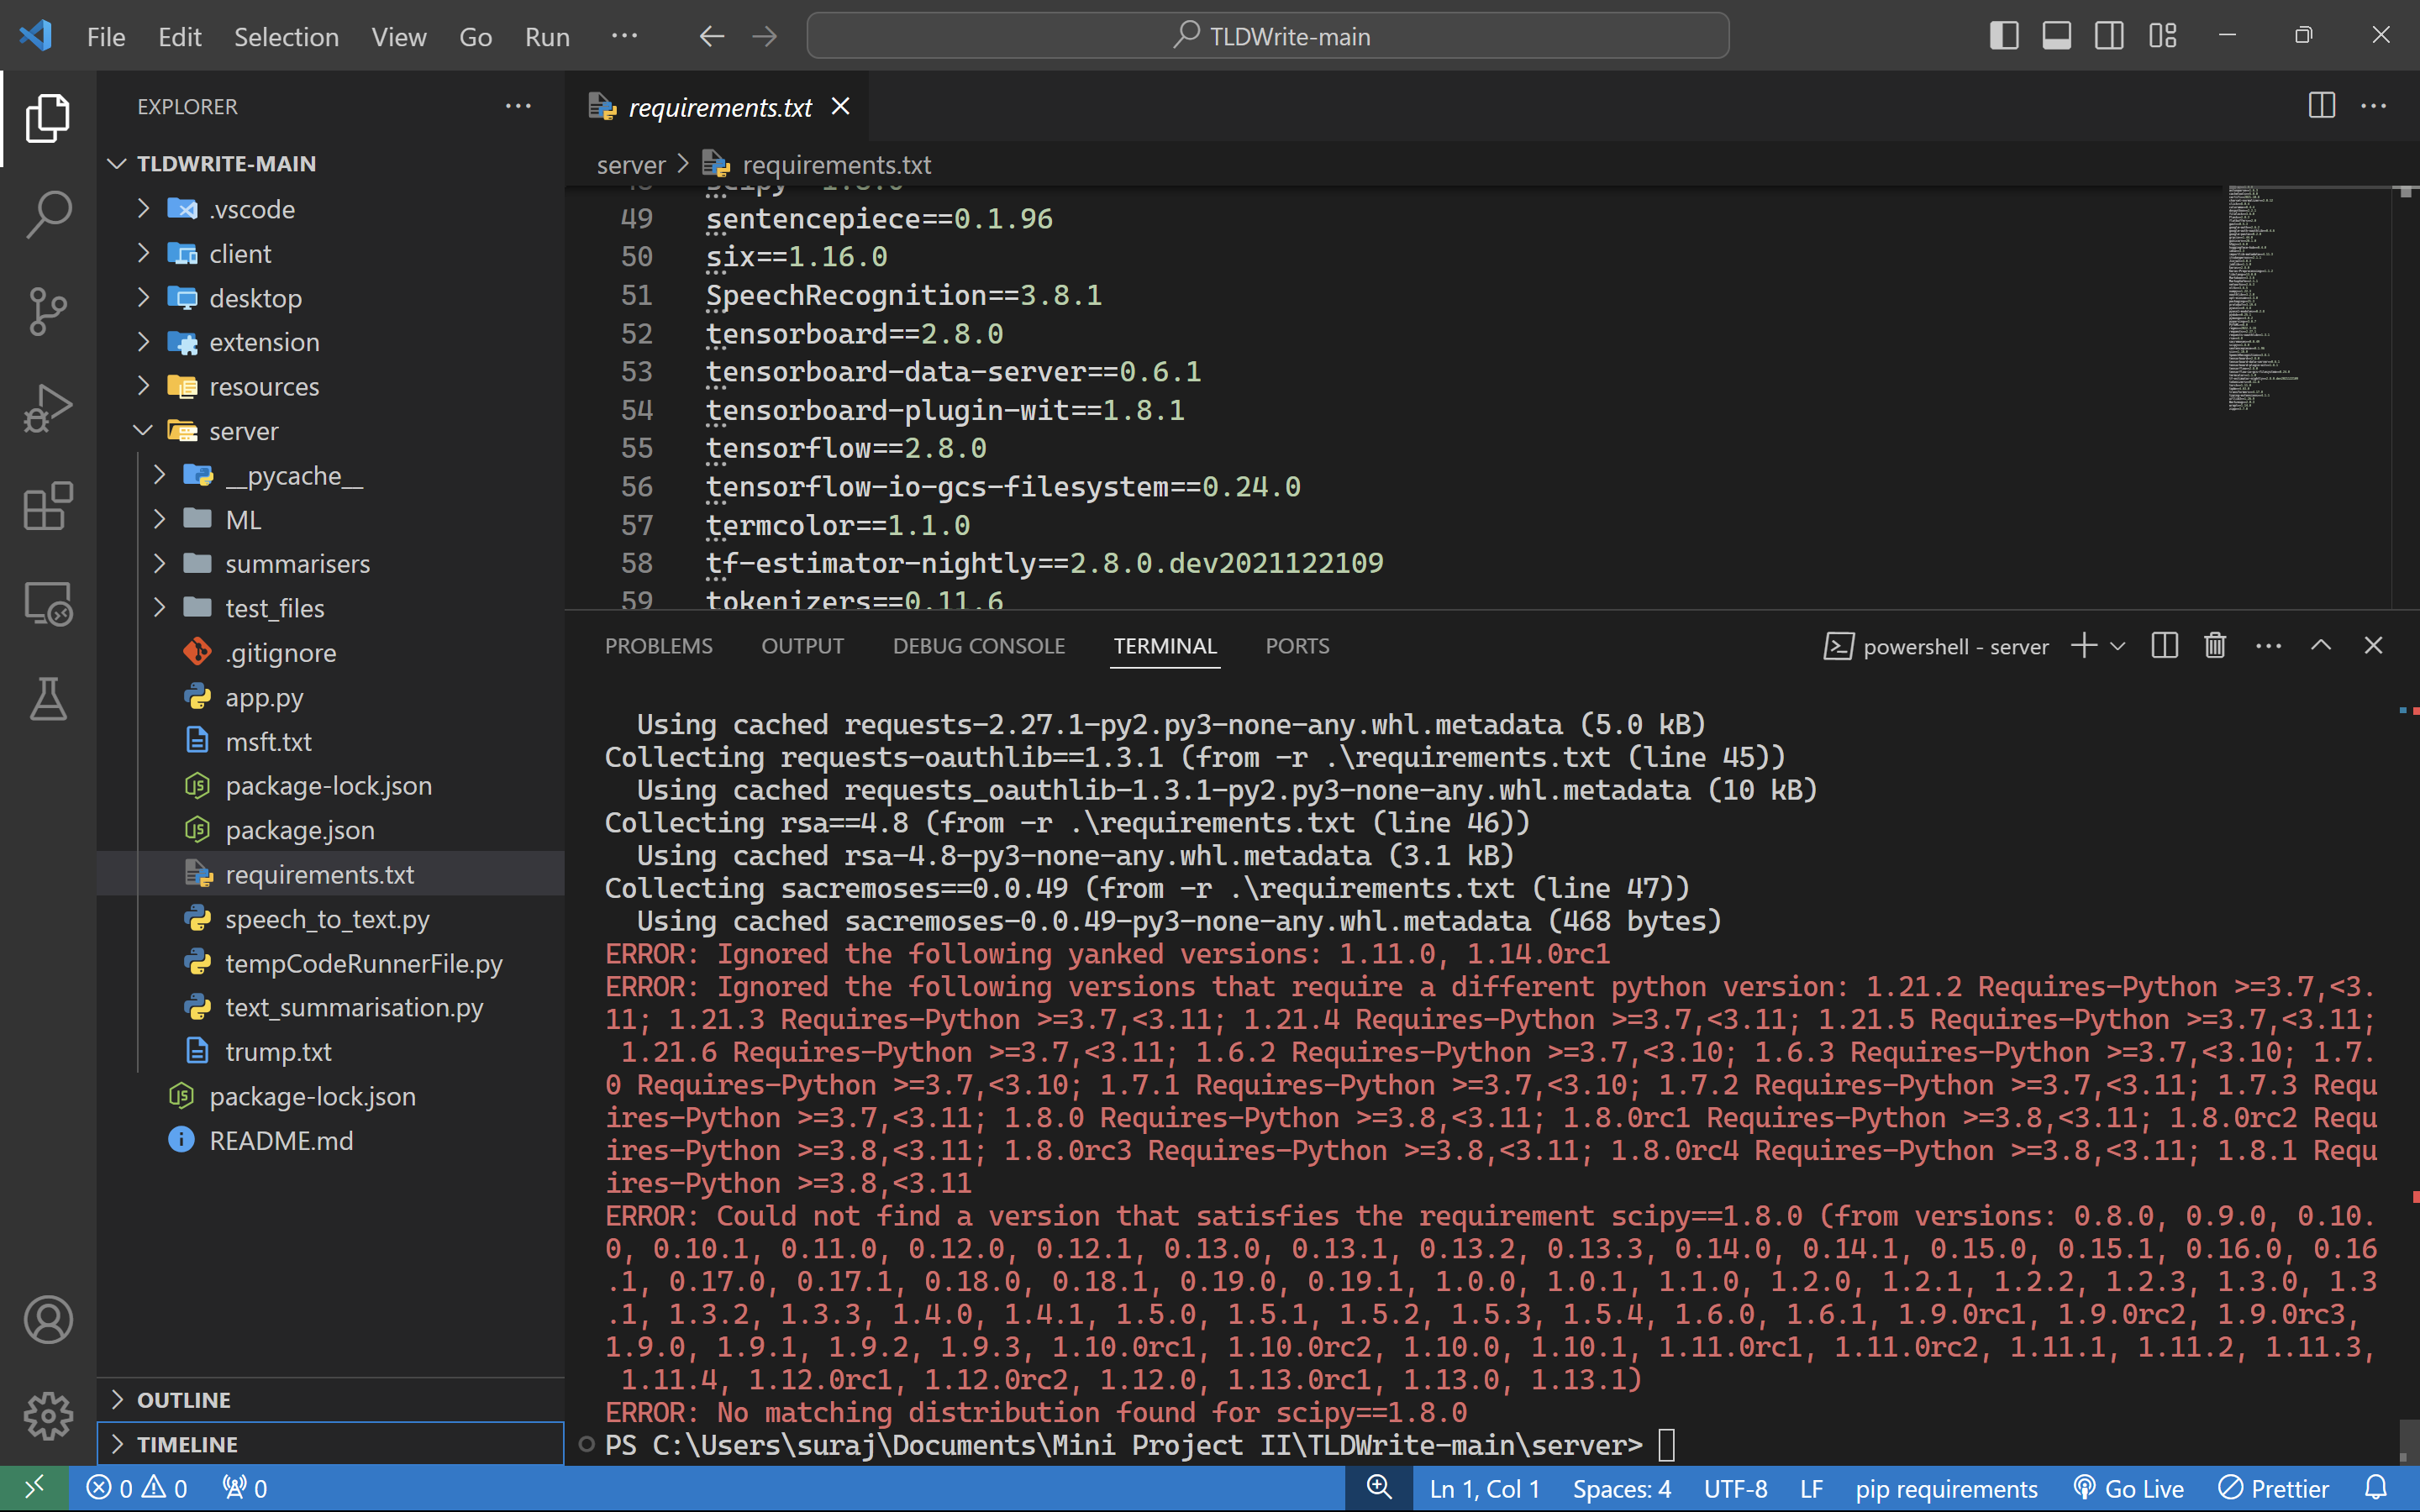 File Edit Selection View Go Run ··· TLDWrite-main
EXPLORER ···
TLDWRITE-MAIN
.vscode
client
desktop
extension
resources
server
__pycache__
ML
summarisers
test_files
.gitignore
app.py
msft.txt
package-lock.json
package.json
requirements.txt
speech_to_text.py
tempCodeRunnerFile.py
text_summarisation.py
trump.txt
package-lock.json
README.md
OUTLINE
TIMELINE
requirements.txt
server > requirements.txt
48 scipy==1.8.0
49 sentencepiece==0.1.96
50 six==1.16.0
51 SpeechRecognition==3.8.1
52 tensorboard==2.8.0
53 tensorboard-data-server==0.6.1
54 tensorboard-plugin-wit==1.8.1
55 tensorflow==2.8.0
56 tensorflow-io-gcs-filesystem==0.24.0
57 termcolor==1.1.0
58 tf-estimator-nightly==2.8.0.dev2021122109
59 tokenizers==0.11.6
PROBLEMS OUTPUT DEBUG CONSOLE TERMINAL PORTS powershell - server
Using cached requests-2.27.1-py2.py3-none-any.whl.metadata (5.0 kB)
Collecting requests-oauthlib==1.3.1 (from -r .\requirements.txt (line 45))
Using cached requests_oauthlib-1.3.1-py2.py3-none-any.whl.metadata (10 kB)
Collecting rsa==4.8 (from -r .\requirements.txt (line 46))
Using cached rsa-4.8-py3-none-any.whl.metadata (3.1 kB)
Collecting sacremoses==0.0.49 (from -r .\requirements.txt (line 47))
Using cached sacremoses-0.0.49-py3-none-any.whl.metadata (468 bytes)
ERROR: Ignored the following yanked versions: 1.11.0, 1.14.0rc1
ERROR: Ignored the following versions that require a different python version: 1.21.2 Requires-Python >=3.7,<3.
11; 1.21.3 Requires-Python >=3.7,<3.11; 1.21.4 Requires-Python >=3.7,<3.11; 1.21.5 Requires-Python >=3.7,<3.11;
1.21.6 Requires-Python >=3.7,<3.11; 1.6.2 Requires-Python >=3.7,<3.10; 1.6.3 Requires-Python >=3.7,<3.10; 1.7.
0 Requires-Python >=3.7,<3.10; 1.7.1 Requires-Python >=3.7,<3.10; 1.7.2 Requires-Python >=3.7,<3.11; 1.7.3 Requ
ires-Python >=3.7,<3.11; 1.8.0 Requires-Python >=3.8,<3.11; 1.8.0rc1 Requires-Python >=3.8,<3.11; 1.8.0rc2 Requ
ires-Python >=3.8,<3.11; 1.8.0rc3 Requires-Python >=3.8,<3.11; 1.8.0rc4 Requires-Python >=3.8,<3.11; 1.8.1 Requ
ires-Python >=3.8,<3.11
ERROR: Could not find a version that satisfies the requirement scipy==1.8.0 (from versions: 0.8.0, 0.9.0, 0.10.
0, 0.10.1, 0.11.0, 0.12.0, 0.12.1, 0.13.0, 0.13.1, 0.13.2, 0.13.3, 0.14.0, 0.14.1, 0.15.0, 0.15.1, 0.16.0, 0.16
.1, 0.17.0, 0.17.1, 0.18.0, 0.18.1, 0.19.0, 0.19.1, 1.0.0, 1.0.1, 1.1.0, 1.2.0, 1.2.1, 1.2.2, 1.2.3, 1.3.0, 1.3
.1, 1.3.2, 1.3.3, 1.4.0, 1.4.1, 1.5.0, 1.5.1, 1.5.2, 1.5.3, 1.5.4, 1.6.0, 1.6.1, 1.9.0rc1, 1.9.0rc2, 1.9.0rc3,
1.9.0, 1.9.1, 1.9.2, 1.9.3, 1.10.0rc1, 1.10.0rc2, 1.10.0, 1.10.1, 1.11.0rc1, 1.11.0rc2, 1.11.1, 1.11.2, 1.11.3,
1.11.4, 1.12.0rc1, 1.12.0rc2, 1.12.0, 1.13.0rc1, 1.13.0, 1.13.1)
ERROR: No matching distribution found for scipy==1.8.0
PS C:\Users\suraj\Documents\Mini Project II\TLDWrite-main\server>
0 0 0 Ln 1, Col 1 Spaces: 4 UTF-8 LF pip requirements Go Live Prettier